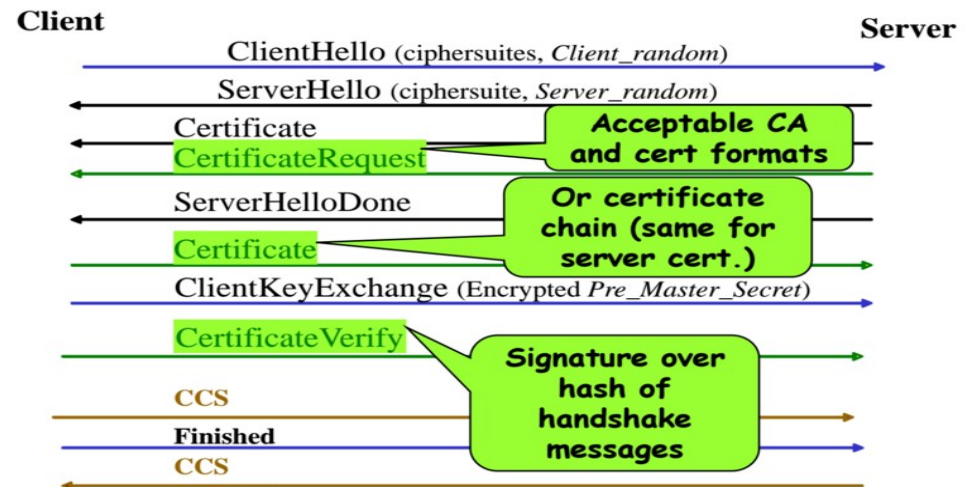 Client
Server
ClientHello (ciphersuites, Client_random)
ServerHello (ciphersuite, Server_random)
Certificate
Acceptable CA
and cert formats
CertificateRequest
ServerHelloDone
Or certificate
chain (same for
server cert.)
Certificate
ClientKeyExchange (Encrypted Pre_Master_Secret)
CertificateVerify
Signature over
hash of
handshake
messages
CCS
Finished
CCS